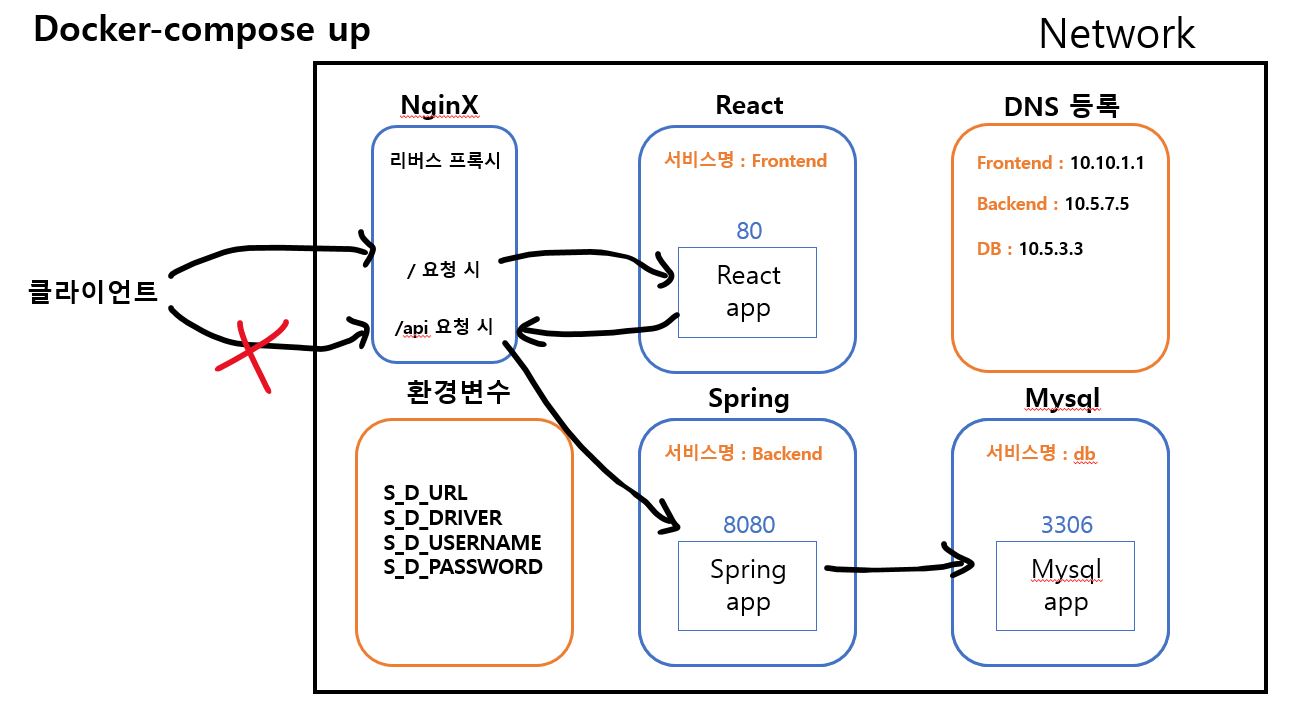 Docker-compose up
Network
NginX
리버스 프록시
/ 요청 시
/api 요청 시
클라이언트
React
서비스명 : Frontend
80
React
app
DNS 등록
Frontend : 10.10.1.1
Backend : 10.5.7.5
DB : 10.5.3.3
환경변수
S_D_URL
S_D_DRIVER
S_D_USERNAME
S_D_PASSWORD
Spring
서비스명 : Backend
8080
Spring
app
Mysql
서비스명 : db
3306
Mysql
app